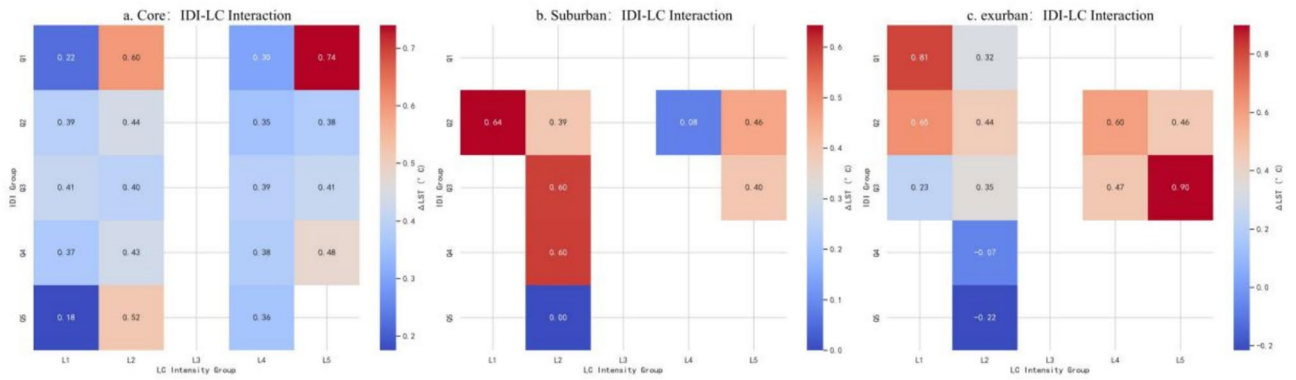 a. Core: IDI-LC Interaction
Q1
0.22
0.60
0.30
0.74
Q2
0.39
0.44
0.35
0.38
Q3
0.41
0.40
0.39
0.41
Q4
0.37
0.43
0.38
0.48
Q5
0.18
0.52
0.36
IDI Group
L1
L2
L3
L4
L5
LC Intensity Group
0.7
0.6
0.5
0.4
0.3
0.2
ΔLST (°C)
b. Suburban: IDI-LC Interaction
Q1
Q2
0.64
0.39
0.08
0.46
Q3
0.60
0.40
Q4
0.60
Q5
0.00
IDI Group
L1
L2
L3
L4
L5
LC Intensity Group
0.6
0.5
0.4
0.3
0.2
0.1
0.0
ΔLST (°C)
c. exurban: IDI-LC Interaction
Q1
0.81
0.32
Q2
0.65
0.44
0.60
0.46
Q3
0.23
0.35
0.47
0.90
Q4
-0.07
Q5
-0.22
IDI Group
L1
L2
L3
L4
L5
LC Intensity Group
0.8
0.6
0.4
0.2
0.0
-0.2
ΔLST (°C)